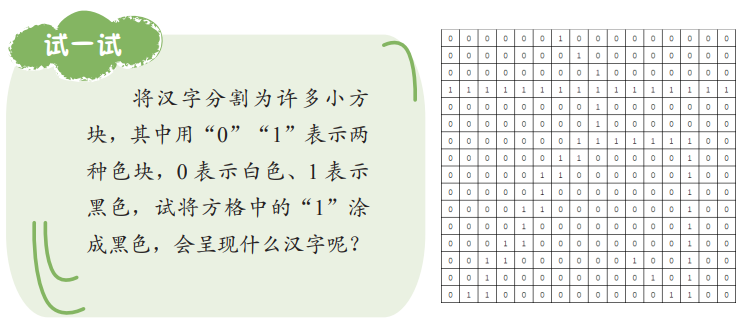 试一试
将汉字分割为许多小方
块，其中用“0”“1”表示两
种色块，0表示白色、1表示
黑色，试将方格中的“1”涂
成黑色，会呈现什么汉字呢？
0 0 0 0 0 0 1 0 0 0 0 0 0 0 0 0
0 0 0 0 0 0 0 1 0 0 0 0 0 0 0 0
0 0 0 0 0 0 0 0 1 0 0 0 0 0 0 0
1 1 1 1 1 1 1 1 1 1 1 1 1 1 1 1
0 0 0 0 0 0 0 0 1 0 0 0 0 0 0 0
0 0 0 0 0 0 0 0 1 0 0 0 0 0 0 0
0 0 0 0 0 0 0 1 1 1 1 1 1 1 0 0
0 0 0 0 0 0 1 1 0 0 0 0 0 1 0 0
0 0 0 0 0 1 1 0 0 0 0 0 0 1 0 0
0 0 0 0 0 1 0 0 0 0 0 0 0 1 0 0
0 0 0 0 1 1 0 0 0 0 0 0 0 1 0 0
0 0 0 0 1 0 0 0 0 0 0 0 0 1 0 0
0 0 0 1 1 0 0 0 0 0 0 0 0 1 0 0
0 0 1 1 0 0 0 0 0 0 1 0 0 1 0 0
0 0 1 0 0 0 0 0 0 0 0 1 0 1 0 0
0 1 1 0 0 0 0 0 0 0 0 0 1 1 0 0